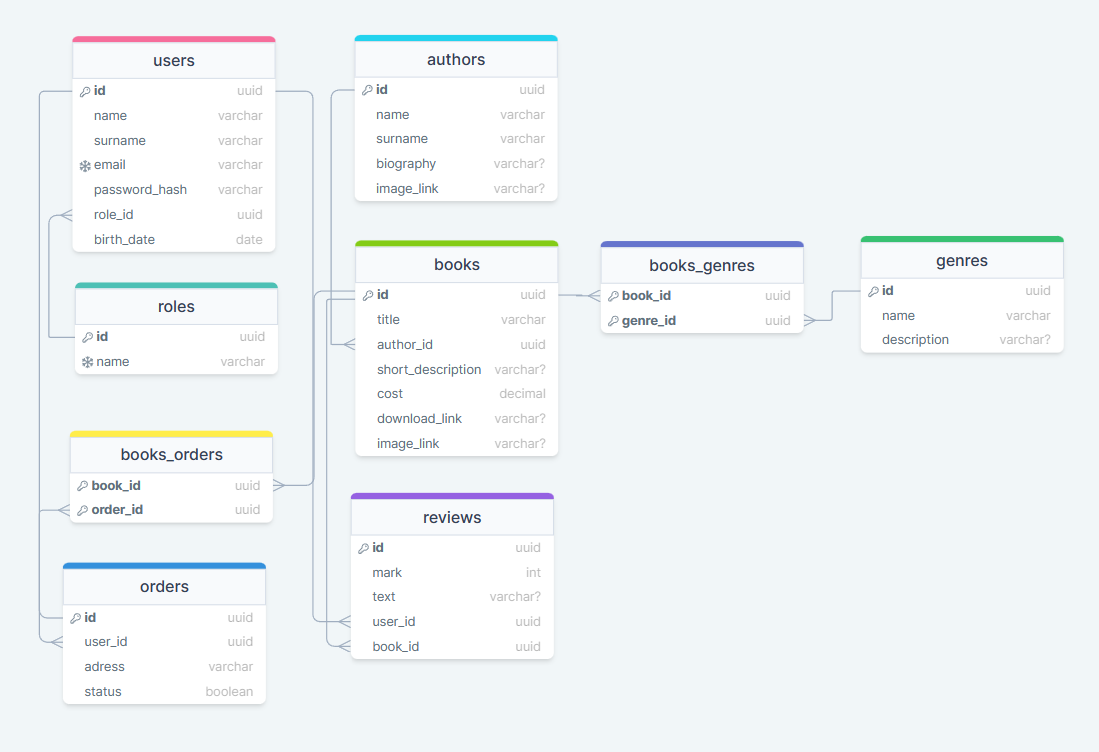 users
id uuid
name varchar
surname varchar
email varchar
password_hash varchar
role_id uuid
birth_date date
roles
id uuid
name varchar
books_orders
book_id uuid
order_id uuid
orders
id uuid
user_id uuid
adress varchar
status boolean
authors
id uuid
name varchar
surname varchar
biography varchar?
image_link varchar?
books
id uuid
title varchar
author_id uuid
short_description varchar?
cost decimal
download_link varchar?
image_link varchar?
reviews
id uuid
mark int
text varchar?
user_id uuid
book_id uuid
books_genres
book_id uuid
genre_id uuid
genres
id uuid
name varchar
description varchar?